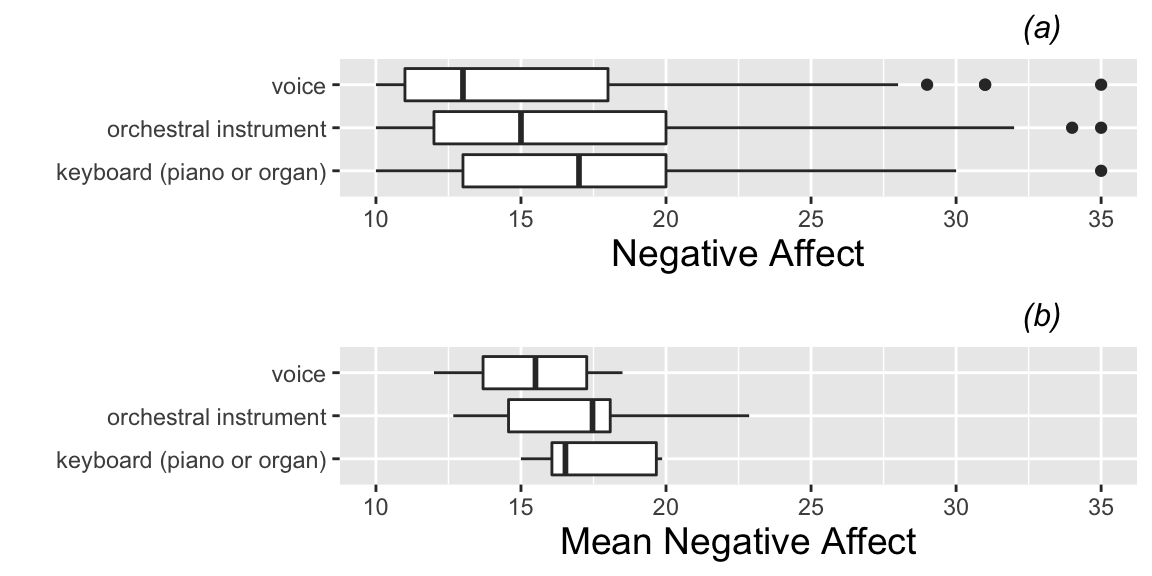 (a)
voice
orchestral instrument
keyboard (piano or organ)
10 15 20 25 30 35
Negative Affect
(b)
voice
orchestral instrument
keyboard (piano or organ)
10 15 20 25 30 35
Mean Negative Affect